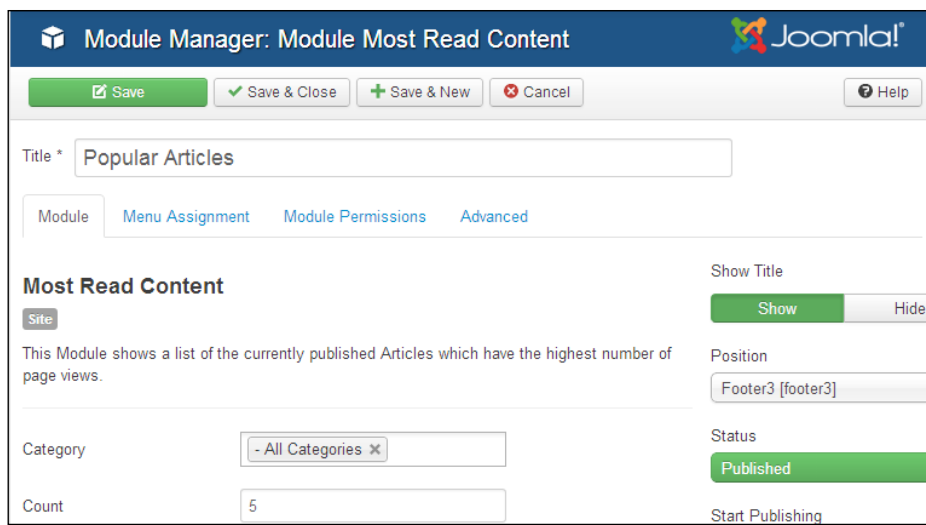 Module Manager: Module Most Read Content
Joomla!®
Save
Save & Close
Save & New
Cancel
Help
Title *
Popular Articles
Module
Menu Assignment
Module Permissions
Advanced
Most Read Content
Site
This Module shows a list of the currently published Articles which have the highest number of
page views.
Category
- All Categories
Count
5
Show Title
Show
Hide
Position
Footer3 [footer3]
Status
Published
Start Publishing